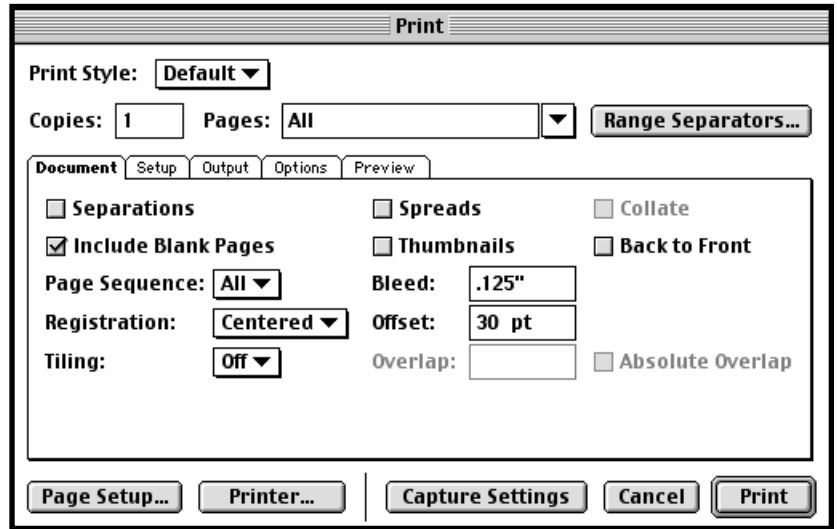 Print
Print Style: Default
Copies: 1 Pages: All Range Separators...
Document Setup Output Options Preview
Separations Spreads Collate
Include Blank Pages Thumbnails Back to Front
Page Sequence: All Bleed: .125"
Registration: Centered Offset: 30 pt
Tiling: Off Overlap: Absolute Overlap
Page Setup... Printer... Capture Settings Cancel Print